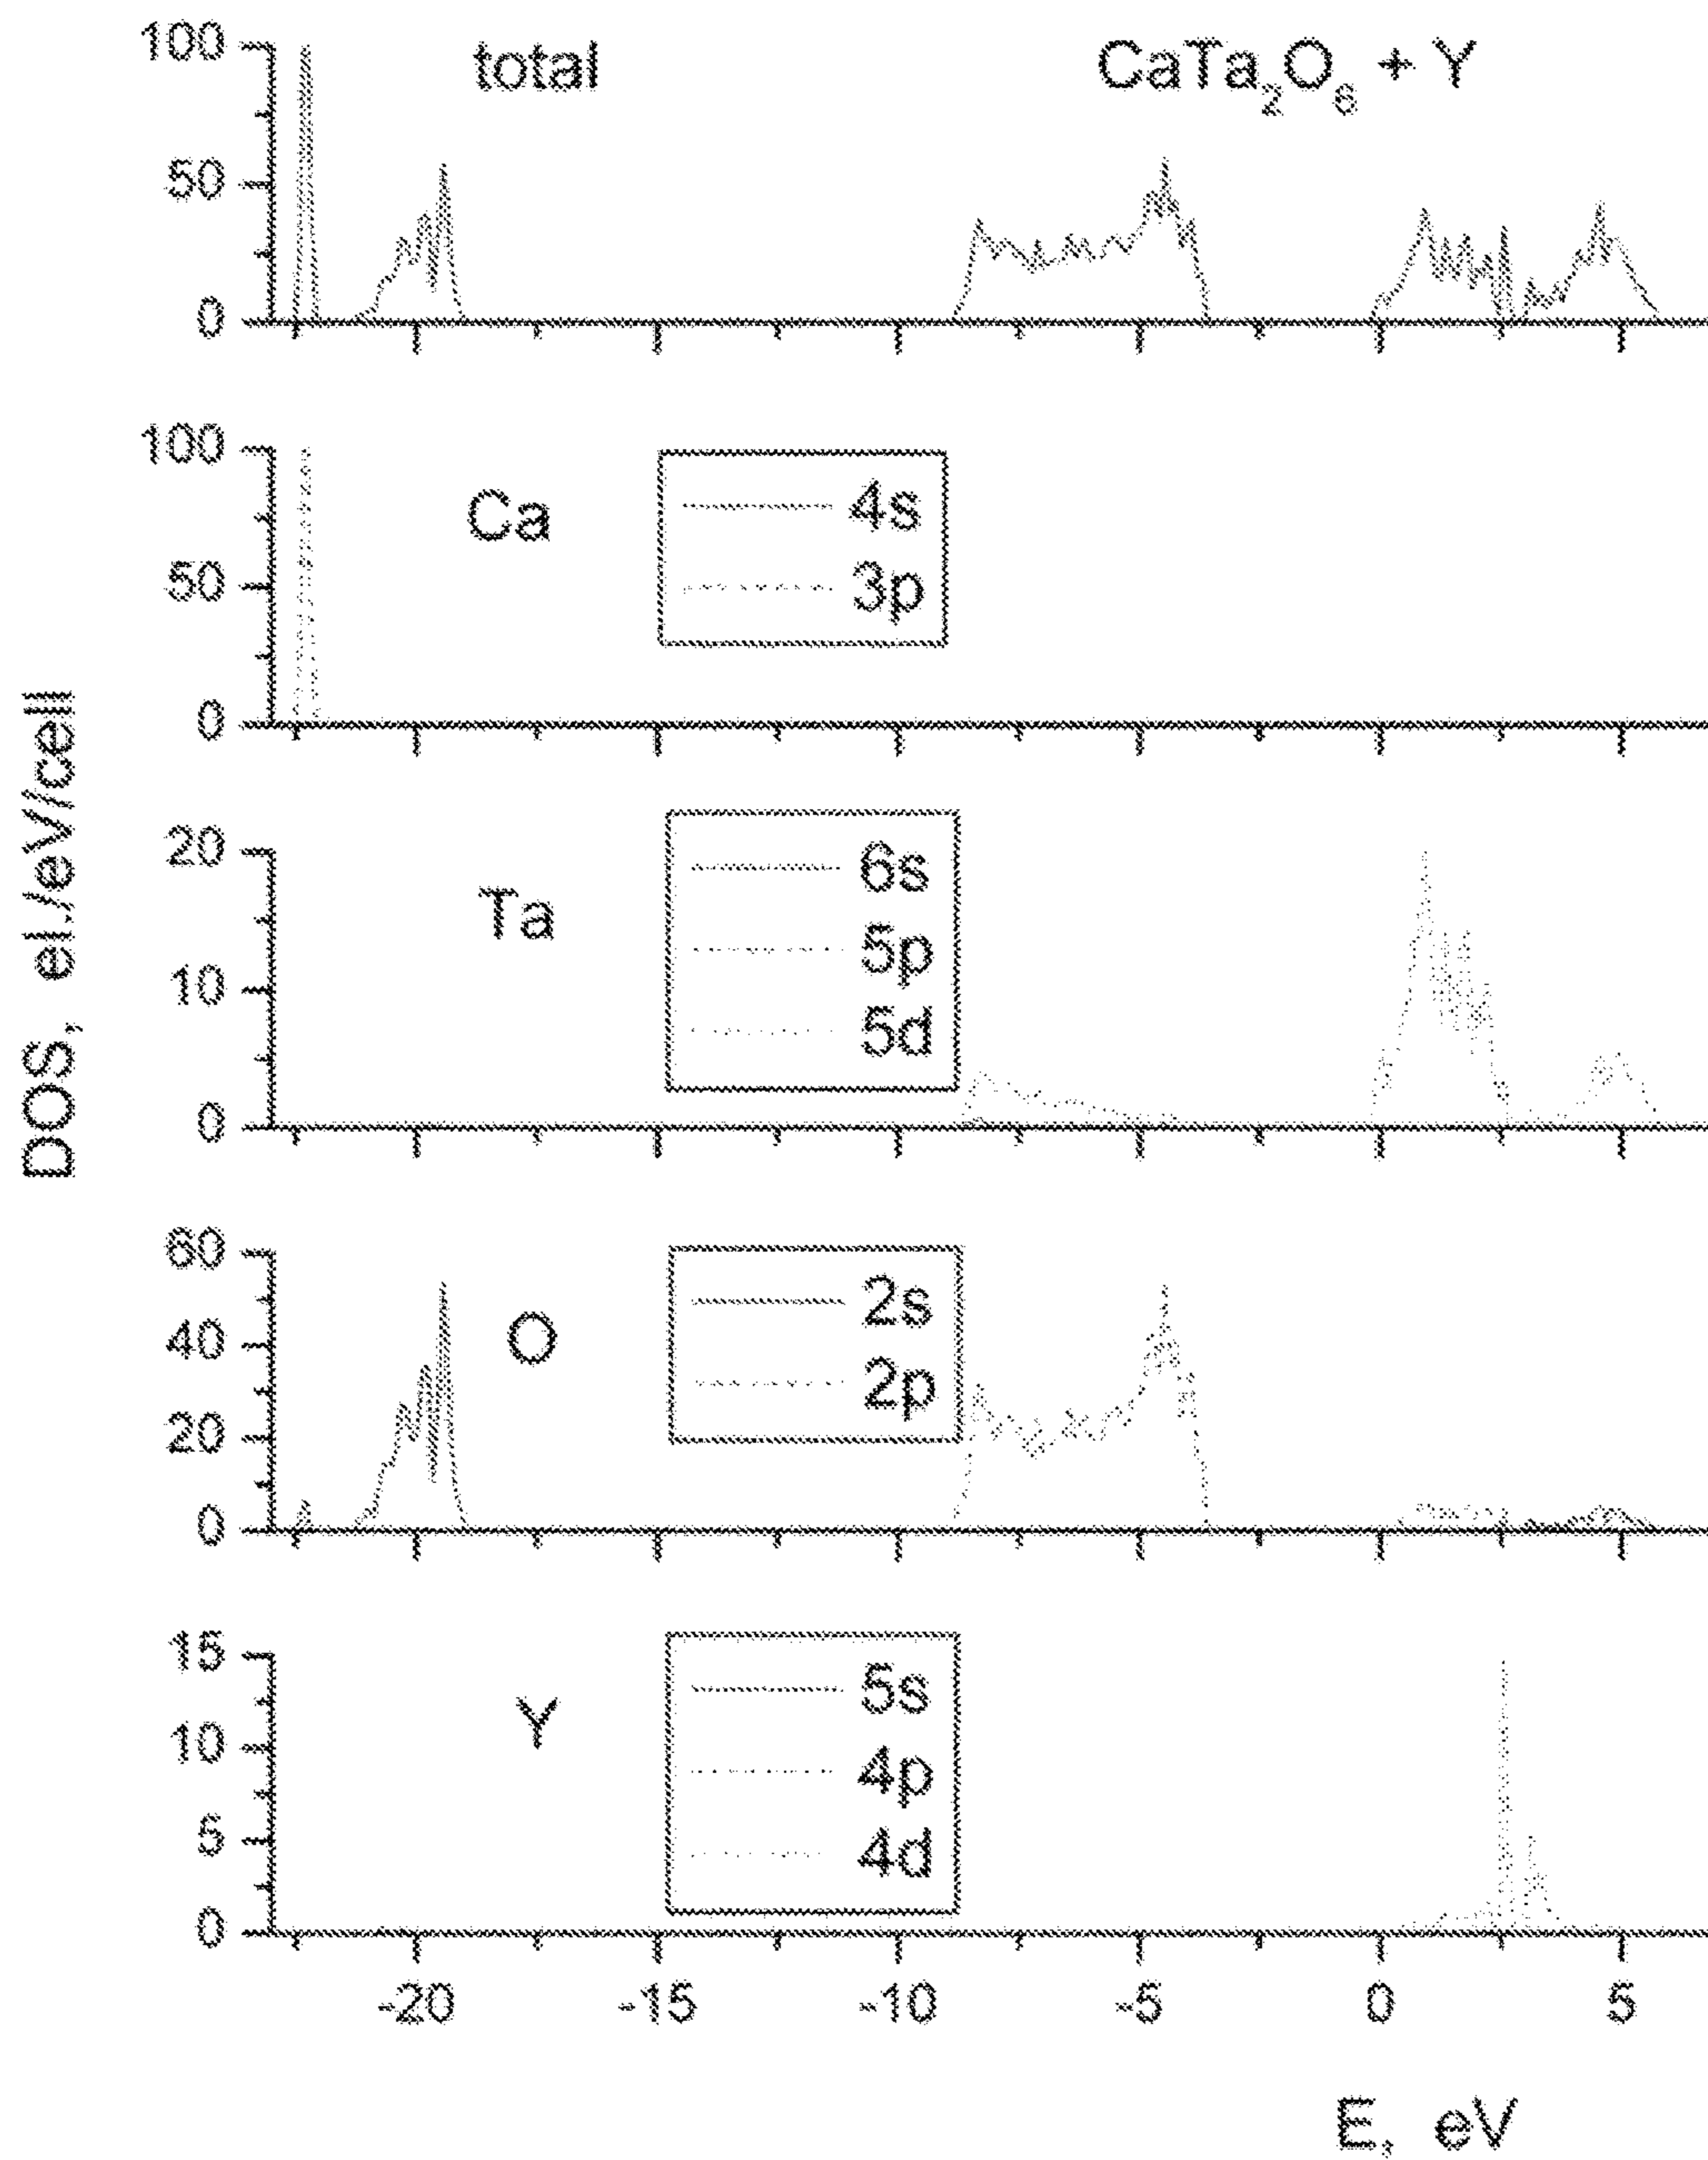 total
CaTa2O6 + Y
100
50
0
Ca
4s
3p
100
50
0
Ta
6s
5p
5d
20
10
0
DOS, el./eV/cell
O
2s
2p
60
40
20
0
Y
5s
4p
4d
15
10
5
0
-20 -15 -10 -5 0 5
E, eV